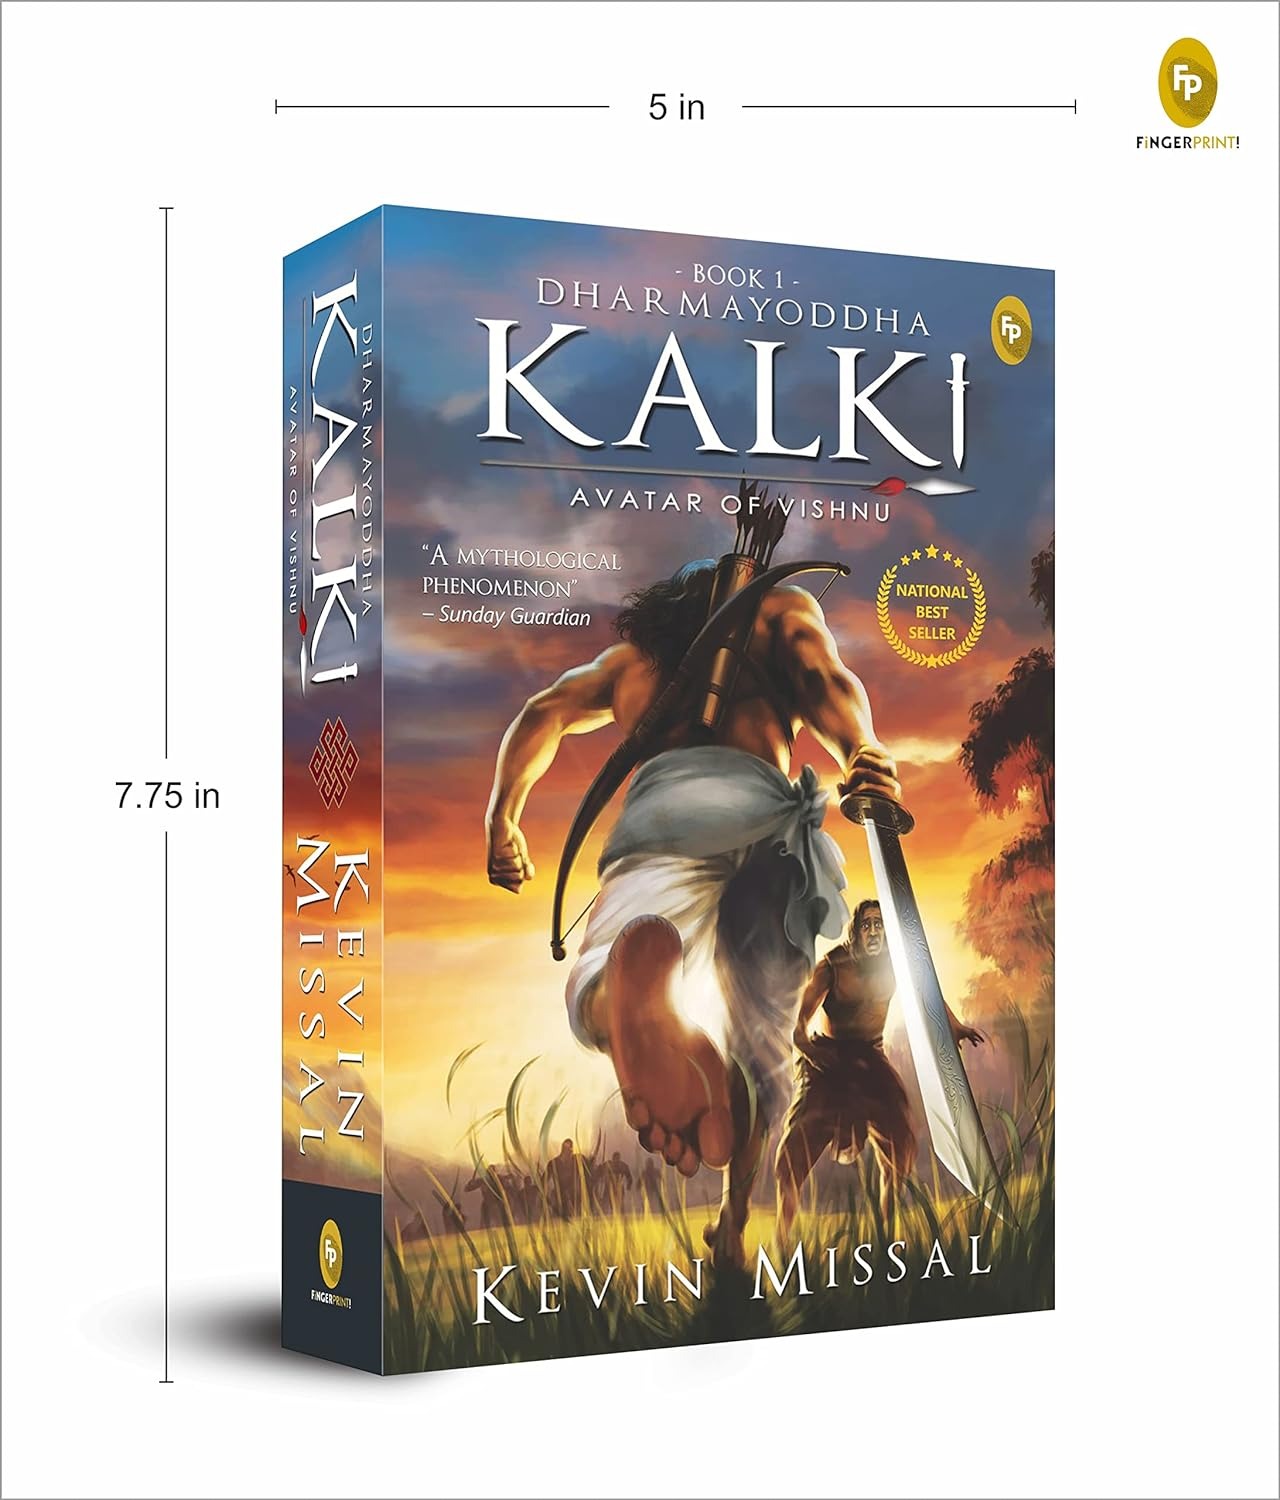 5 in
FP
FiNGERPRINT!
7.75 in
- BOOK 1 -
DHARMAYODDHA
KALKI
AVATAR OF VISHNU
FP
“A MYTHOLOGICAL
PHENOMENON”
– Sunday Guardian
NATIONAL
BEST
SELLER
KEVIN MISSAL
DHARMAYODDHA
KALKI
AVATAR OF VISHNU
KEVIN
MISSAL
FP
FiNGERPRINT!